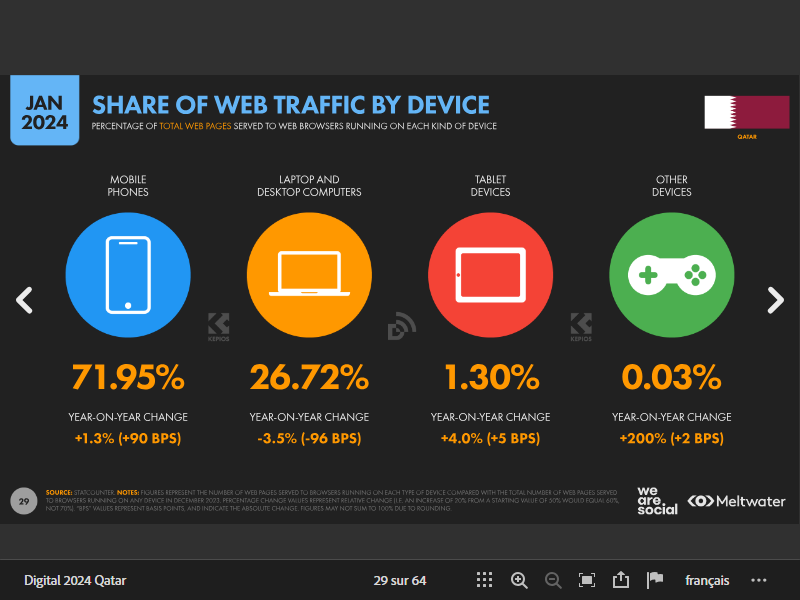 JAN
2024
SHARE OF WEB TRAFFIC BY DEVICE
PERCENTAGE OF TOTAL WEB PAGES SERVED TO WEB BROWSERS RUNNING ON EACH KIND OF DEVICE
QATAR
MOBILE
PHONES
LAPTOP AND
DESKTOP COMPUTERS
TABLET
DEVICES
OTHER
DEVICES
KEPIOS
KEPIOS
71.95%
26.72%
1.30%
0.03%
YEAR-ON-YEAR CHANGE
YEAR-ON-YEAR CHANGE
YEAR-ON-YEAR CHANGE
YEAR-ON-YEAR CHANGE
+1.3% (+90 BPS)
-3.5% (-96 BPS)
+4.0% (+5 BPS)
+200% (+2 BPS)
29
SOURCE: STATCOUNTER. NOTES: FIGURES REPRESENT THE NUMBER OF WEB PAGES SERVED TO BROWSERS RUNNING ON EACH TYPE OF DEVICE COMPARED WITH THE TOTAL NUMBER OF WEB PAGES SERVED
TO BROWSERS RUNNING ON ANY DEVICE IN DECEMBER 2023. PERCENTAGE CHANGE VALUES REPRESENT RELATIVE CHANGE (I.E. AN INCREASE OF 20% FROM A STARTING VALUE OF 50% WOULD EQUAL 60%,
NOT 70%). "BPS" VALUES REPRESENT BASIS POINTS, AND INDICATE THE ABSOLUTE CHANGE. FIGURES MAY NOT SUM TO 100% DUE TO ROUNDING.
we
are.
social
Meltwater
Digital 2024 Qatar
29 sur 64
français